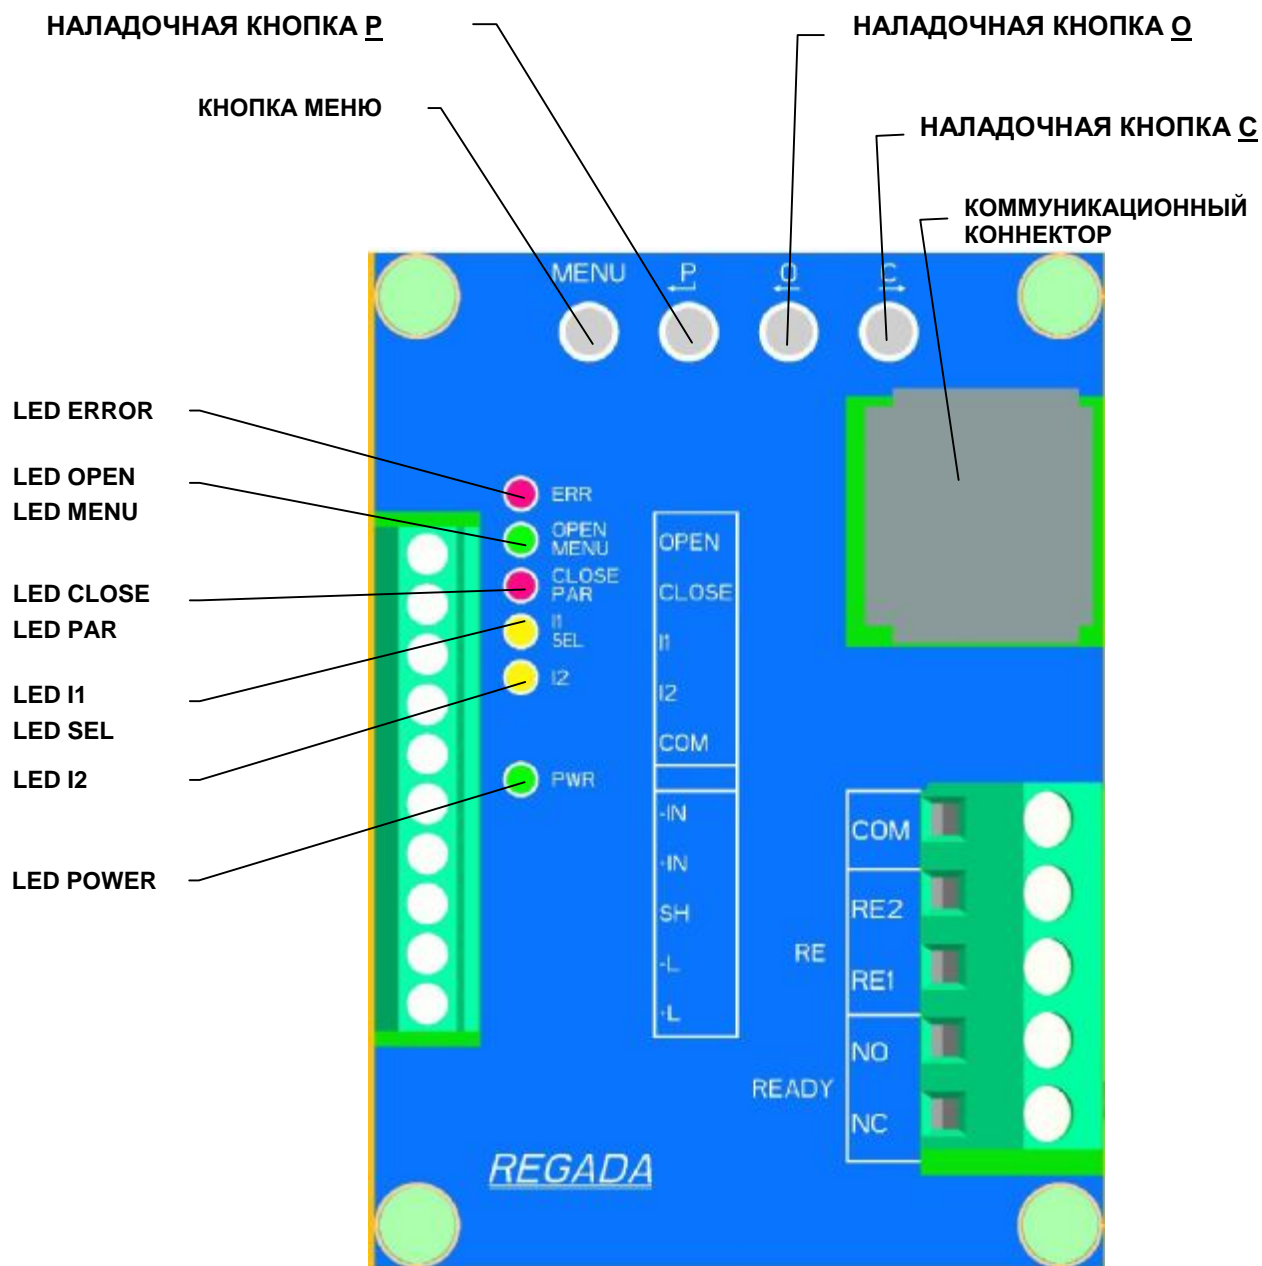 НАЛАДОЧНАЯ КНОПКА P
НАЛАДОЧНАЯ КНОПКА O
КНОПКА МЕНЮ
НАЛАДОЧНАЯ КНОПКА C
КОММУНИКАЦИОННЫЙ
КОННЕКТОР
MENU
P
O
C
LED ERROR
LED OPEN
LED MENU
LED CLOSE
LED PAR
LED I1
LED SEL
LED I2
LED POWER
ERR
OPEN
MENU
CLOSE
PAR
I1
SEL
I2
PWR
OPEN
CLOSE
I1
I2
COM
-IN
-IN
SH
-L
-L
COM
RE2
RE
RE1
NO
READY
NC
REGADA